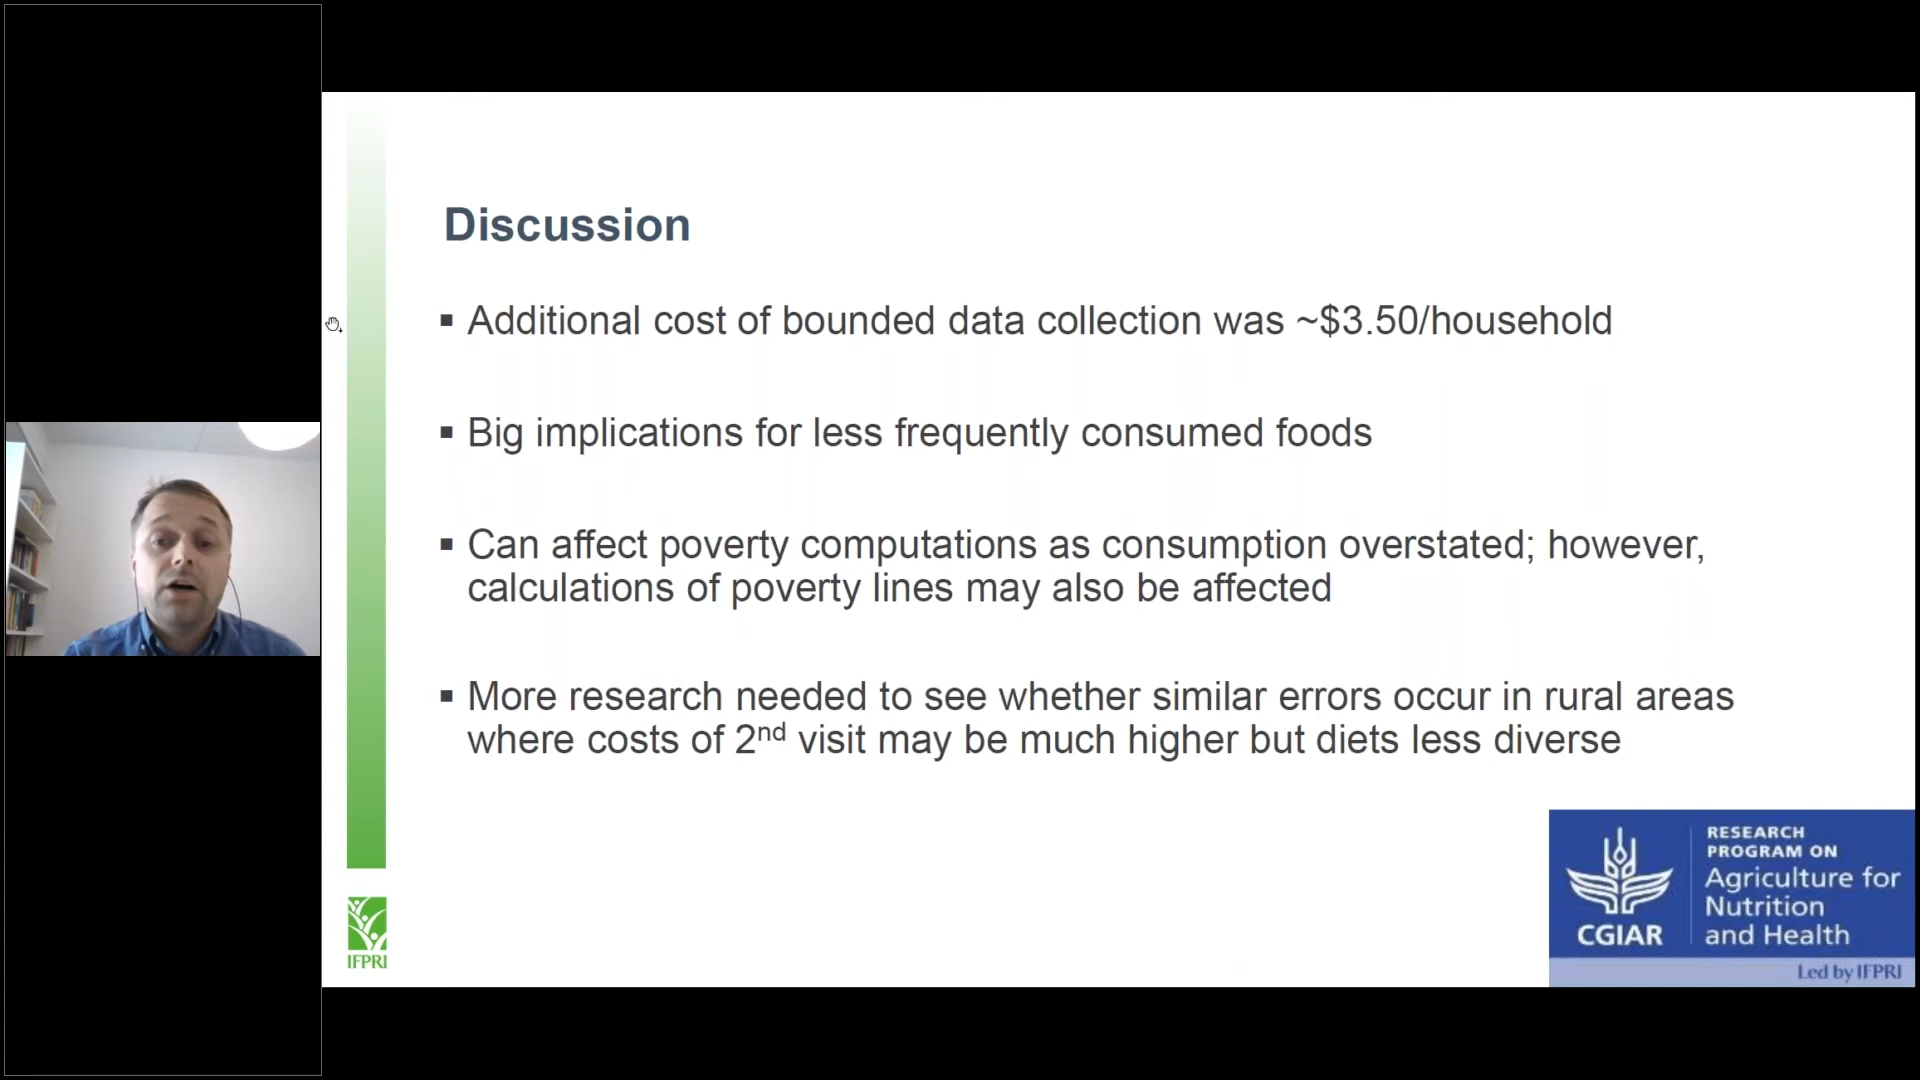 Discussion
▪ Additional cost of bounded data collection was ~$3.50/household
▪ Big implications for less frequently consumed foods
▪ Can affect poverty computations as consumption overstated; however,
calculations of poverty lines may also be affected
▪ More research needed to see whether similar errors occur in rural areas
where costs of 2nd visit may be much higher but diets less diverse
IFPRI
CGIAR
RESEARCH
PROGRAM ON
Agriculture for
Nutrition
and Health
Led by IFPRI